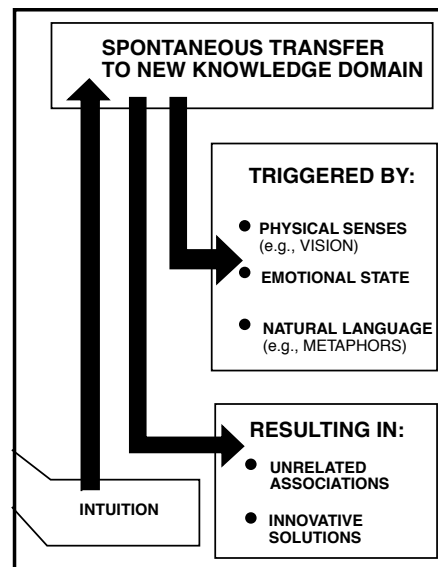 SPONTANEOUS TRANSFER
TO NEW KNOWLEDGE DOMAIN
TRIGGERED BY:
● PHYSICAL SENSES
(e.g., VISION)
● EMOTIONAL STATE
● NATURAL LANGUAGE
(e.g., METAPHORS)
RESULTING IN:
● UNRELATED
ASSOCIATIONS
● INNOVATIVE
SOLUTIONS
INTUITION